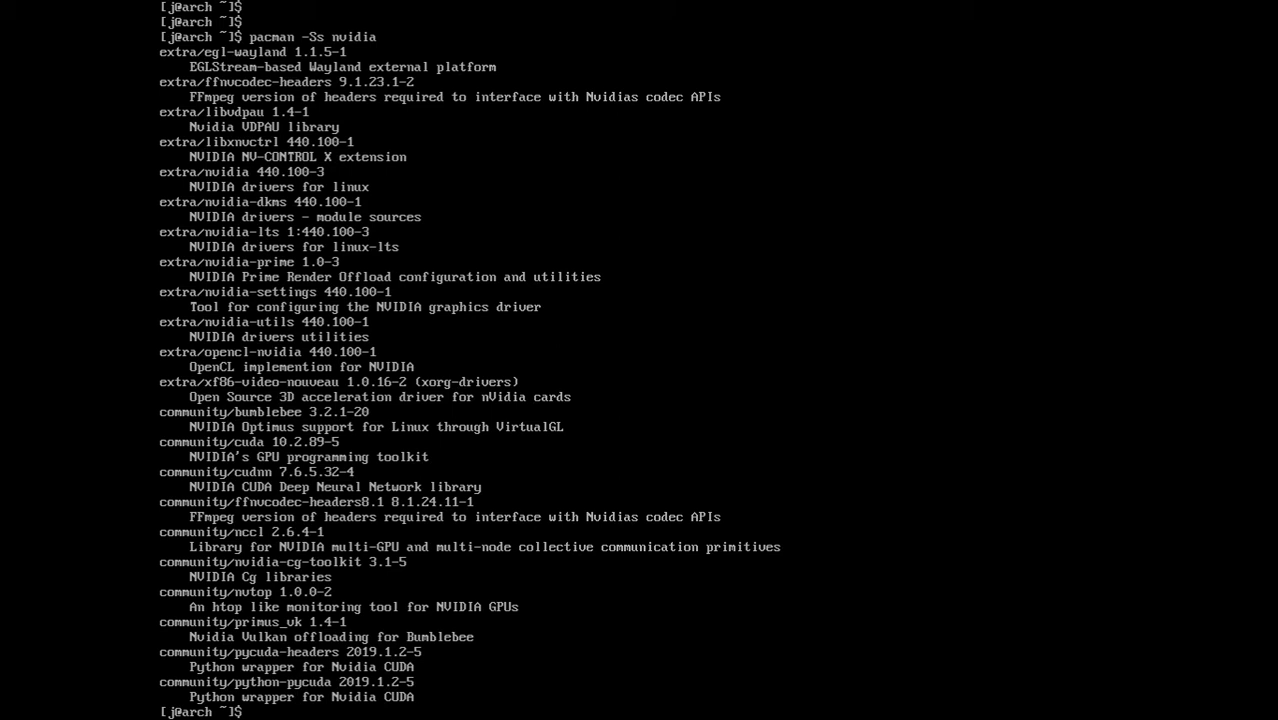 [j@arch ~]$
[j@arch ~]$
[j@arch ~]$ pacman -Ss nvidia
extra/egl-wayland 1.1.5-1
EGLStream-based Wayland external platform
extra/ffnvcodec-headers 9.1.23.1-2
FFmpeg version of headers required to interface with Nvidias codec APIs
extra/libvdpau 1.4-1
Nvidia VDPAU library
extra/libxnvctrl 440.100-1
NVIDIA NV-CONTROL X extension
extra/nvidia 440.100-3
NVIDIA drivers for linux
extra/nvidia-dkms 440.100-1
NVIDIA drivers - module sources
extra/nvidia-lts 1:440.100-3
NVIDIA drivers for linux-lts
extra/nvidia-prime 1.0-3
NVIDIA Prime Render Offload configuration and utilities
extra/nvidia-settings 440.100-1
Tool for configuring the NVIDIA graphics driver
extra/nvidia-utils 440.100-1
NVIDIA drivers utilities
extra/opencl-nvidia 440.100-1
OpenCL implemention for NVIDIA
extra/xf86-video-nouveau 1.0.16-2 (xorg-drivers)
Open Source 3D acceleration driver for nVidia cards
community/bumblebee 3.2.1-20
NVIDIA Optimus support for Linux through VirtualGL
community/cuda 10.2.89-5
NVIDIA's GPU programming toolkit
community/cudnn 7.6.5.32-4
NVIDIA CUDA Deep Neural Network library
community/ffnvcodec-headers8.1 8.1.24.11-1
FFmpeg version of headers required to interface with Nvidias codec APIs
community/nccl 2.6.4-1
Library for NVIDIA multi-GPU and multi-node collective communication primitives
community/nvidia-cg-toolkit 3.1-5
NVIDIA Cg libraries
community/nvtop 1.0.0-2
An htop like monitoring tool for NVIDIA GPUs
community/primus_vk 1.4-1
Nvidia Vulkan offloading for Bumblebee
community/pycuda-headers 2019.1.2-5
Python wrapper for Nvidia CUDA
community/python-pycuda 2019.1.2-5
Python wrapper for Nvidia CUDA
[j@arch ~]$